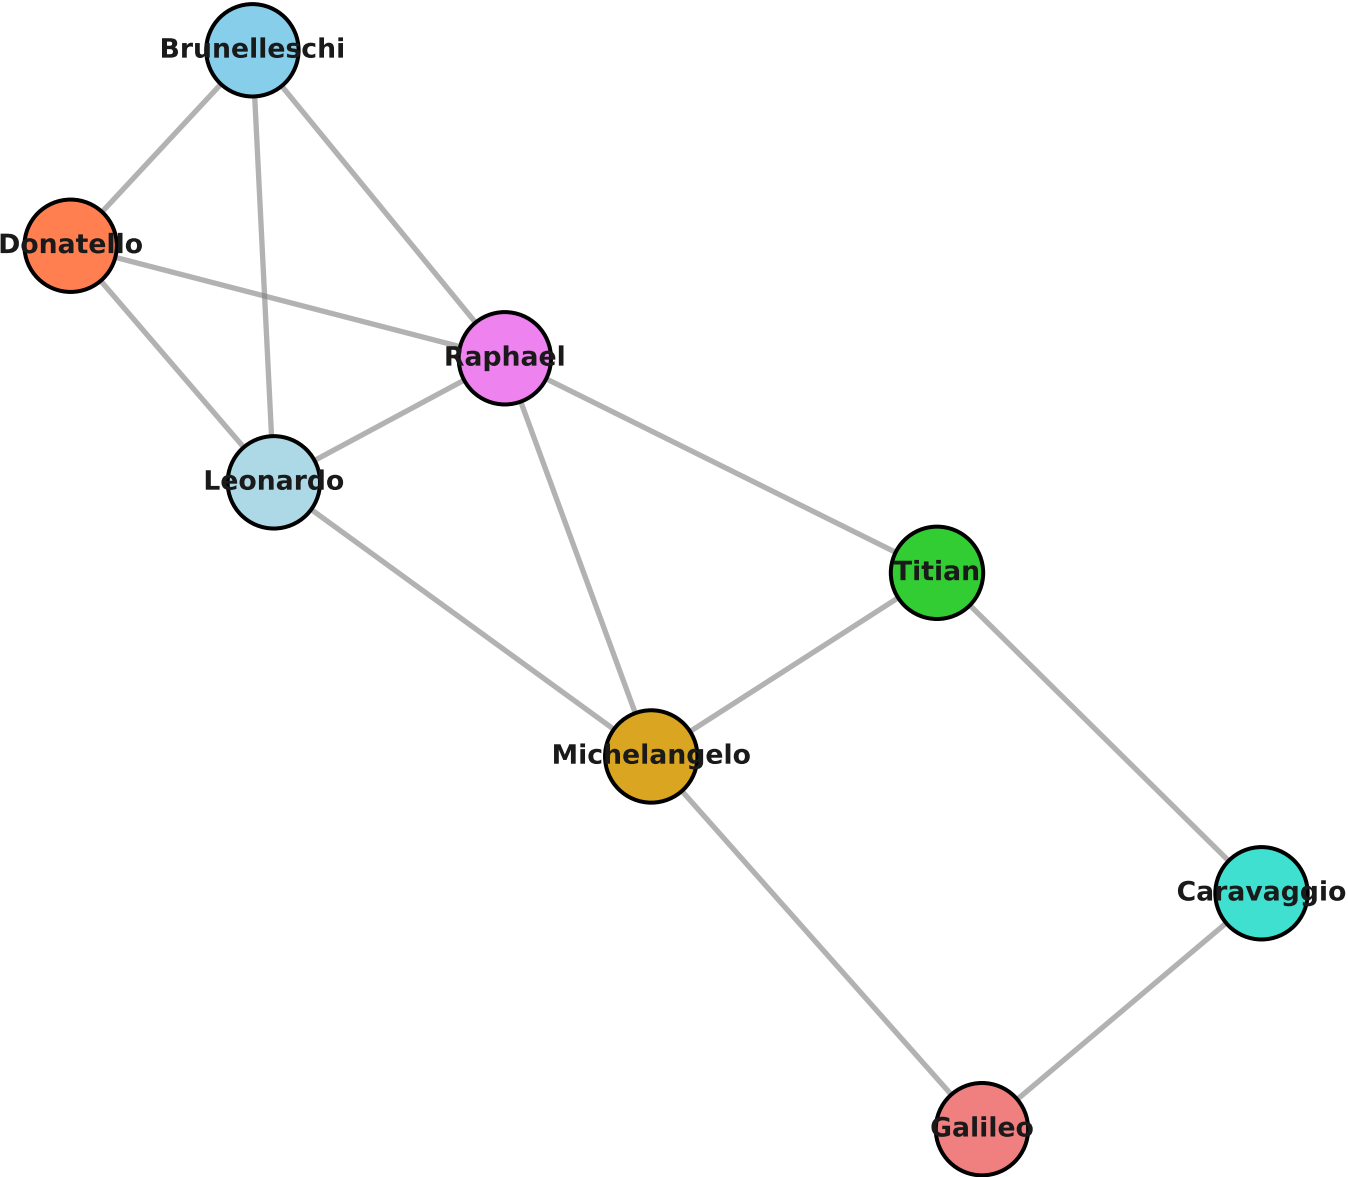 Brunelleschi
Donatello
Raphael
Leonardo
Titian
Michelangelo
Caravaggio
Galileo